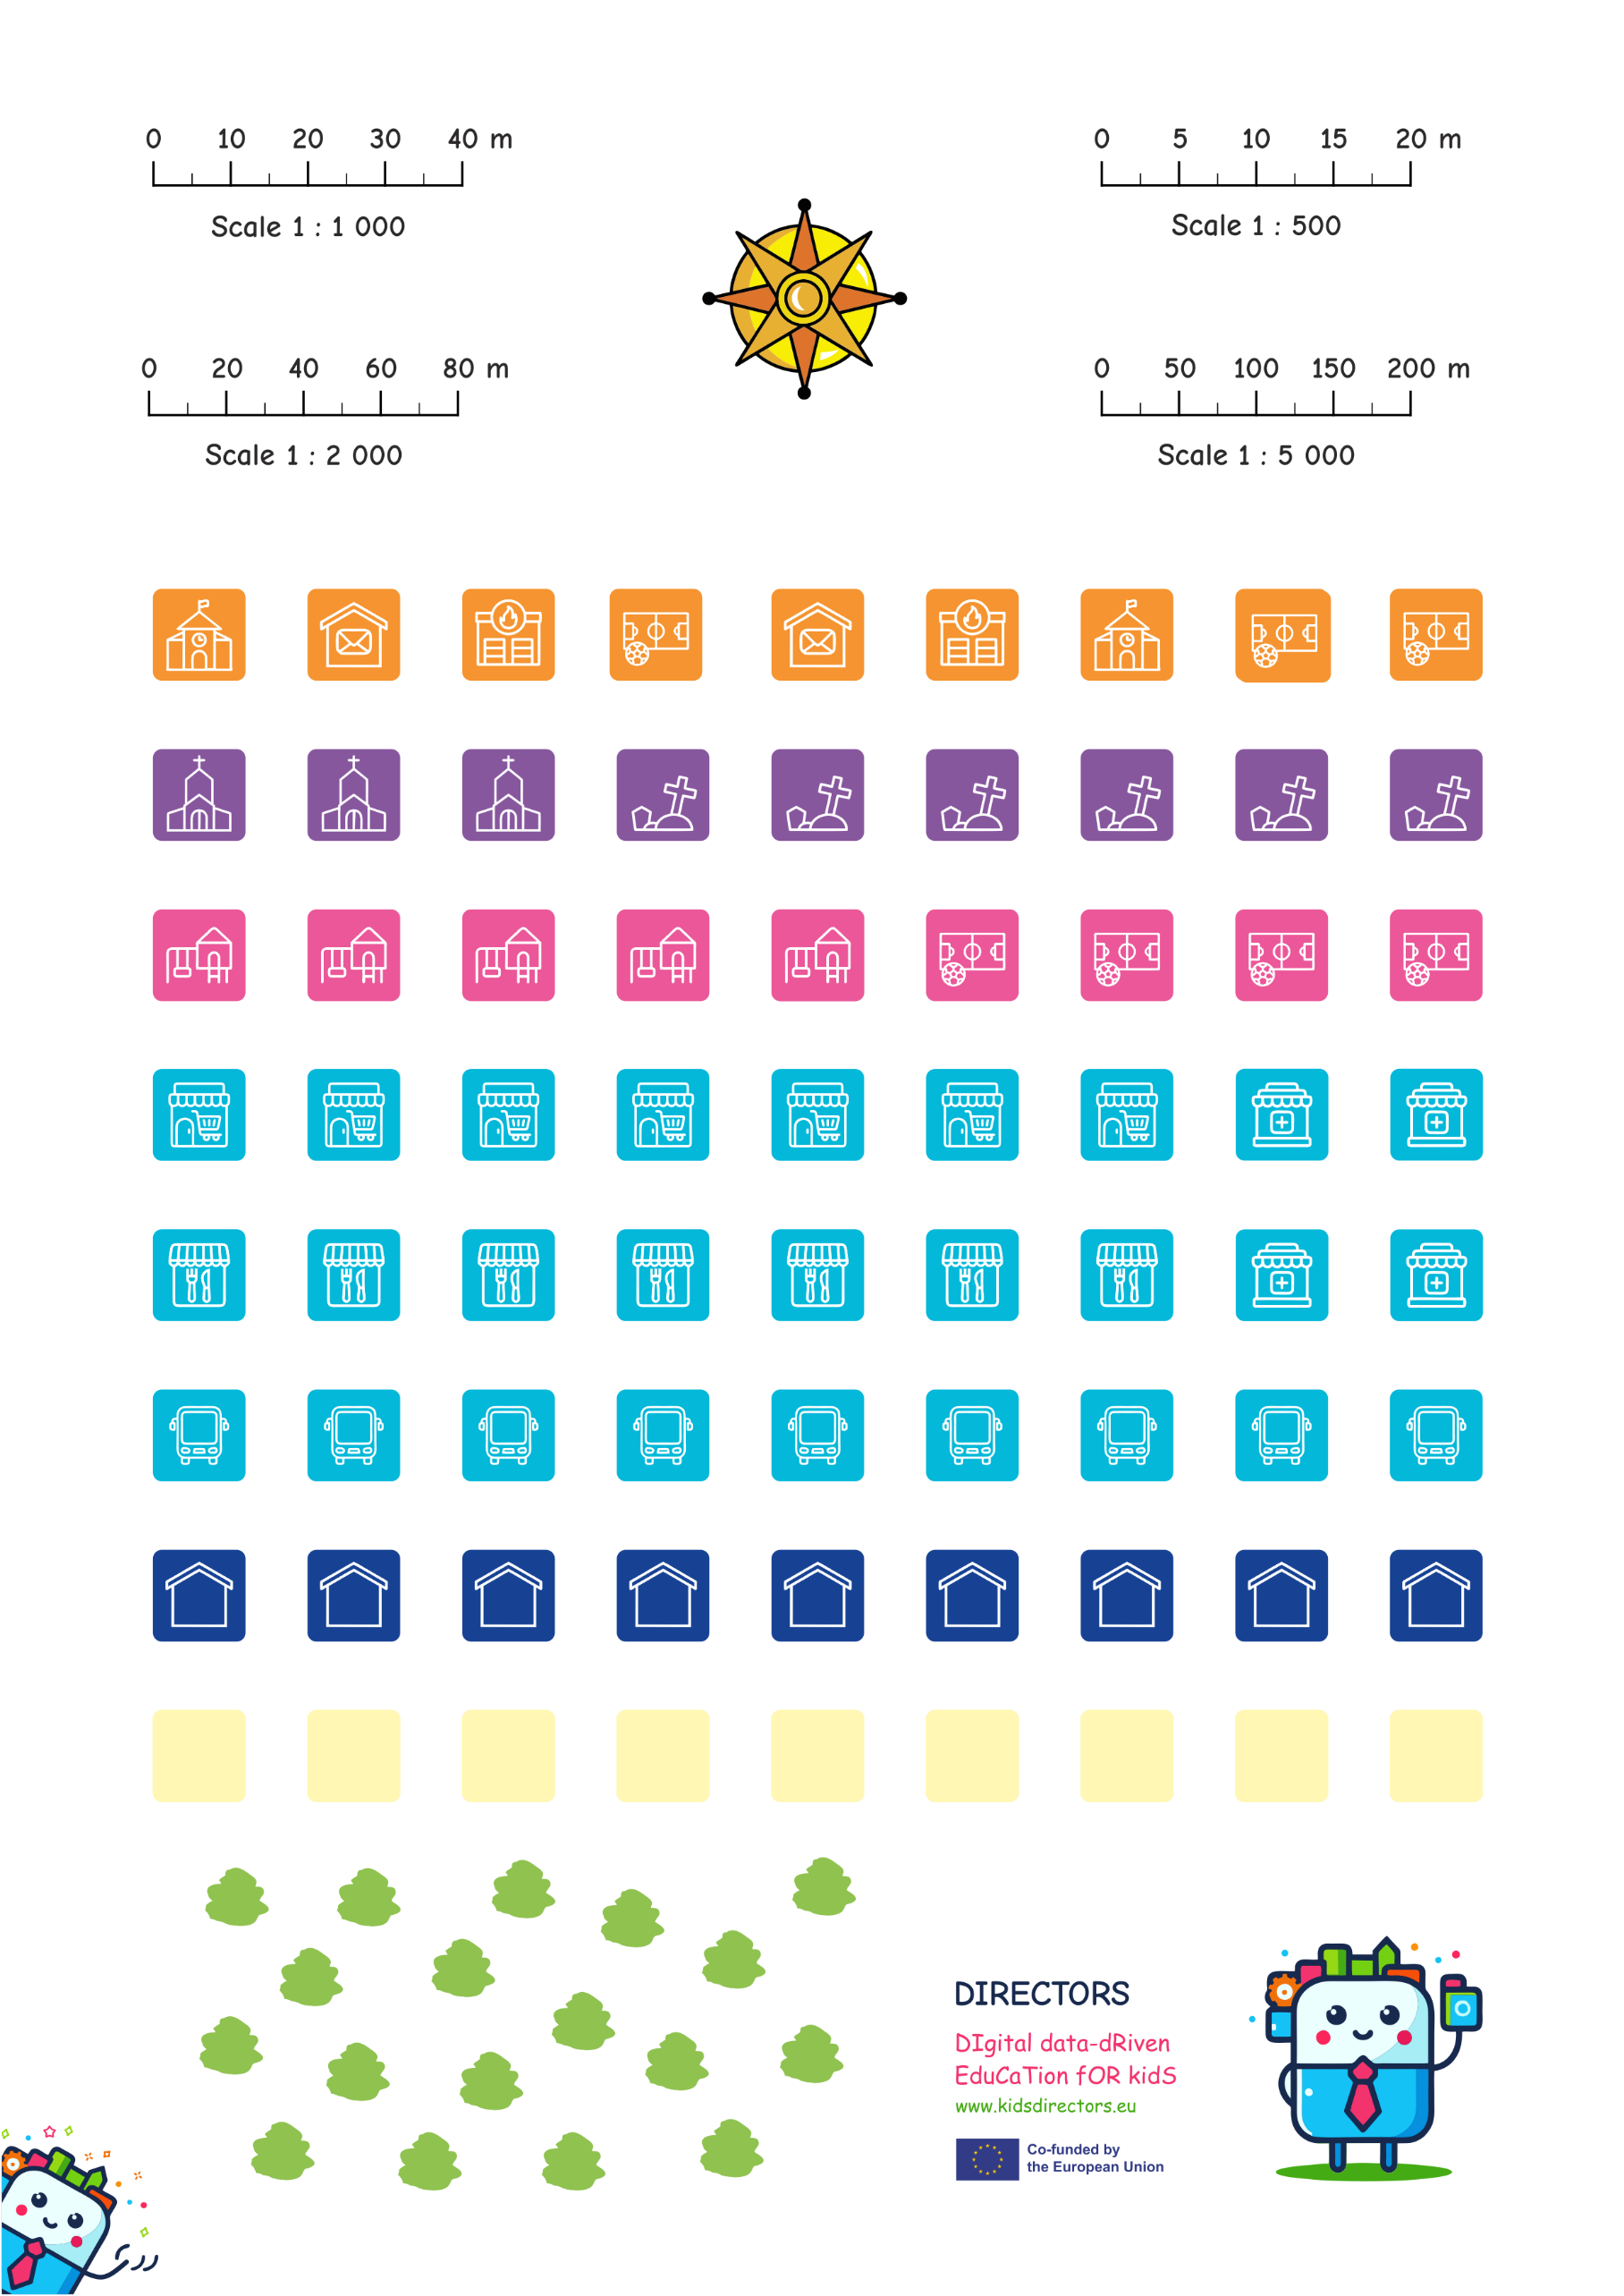 0 10 20 30 40 m
Scale 1 : 1 000
0 5 10 15 20 m
Scale 1 : 500
0 20 40 60 80 m
Scale 1 : 2 000
0 50 100 150 200 m
Scale 1 : 5 000
DIRECTORS
DIgital data-dRiven
EduCaTion fOR kidS
www.kidsdirectors.eu
Co-funded by
the European Union